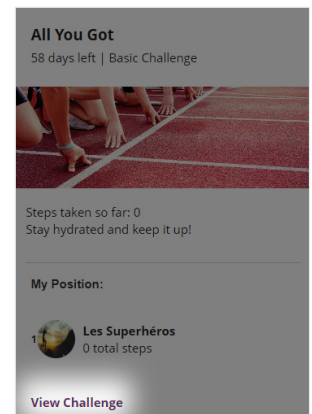 All You Got
58 days left | Basic Challenge
Steps taken so far: 0
Stay hydrated and keep it up!
My Position:
1
Les Superhéros
0 total steps
View Challenge